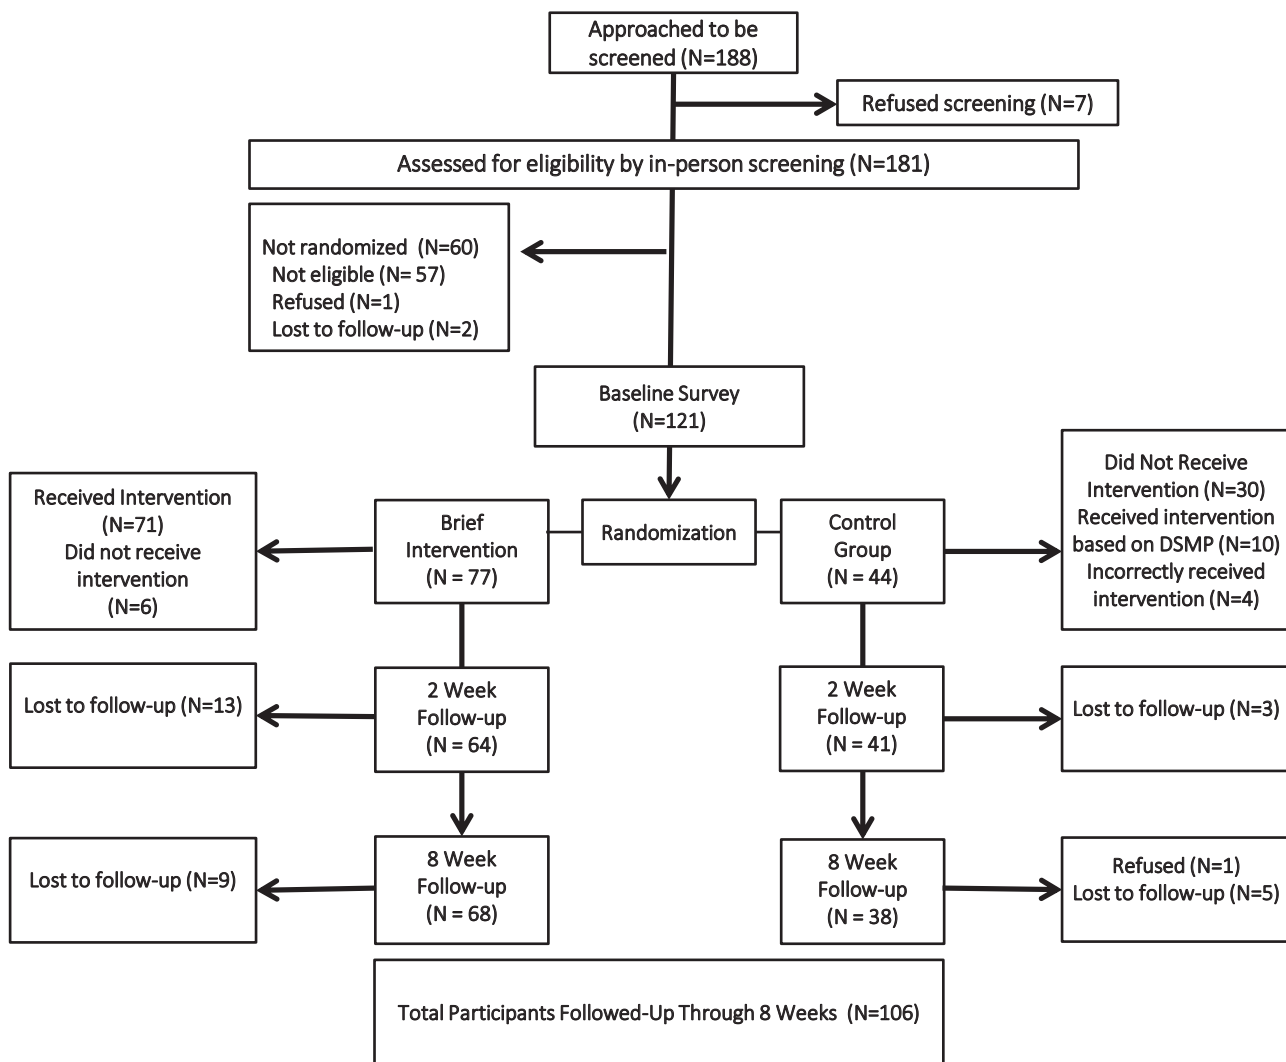 Approached to be
screened (N=188)
Refused screening (N=7)
Assessed for eligibility by in-person screening (N=181)
Not randomized (N=60)
Not eligible (N= 57)
Refused (N=1)
Lost to follow-up (N=2)
Baseline Survey
(N=121)
Received Intervention
(N=71)
Did not receive
intervention
(N=6)
Brief
Intervention
(N = 77)
Randomization
Control
Group
(N = 44)
Did Not Receive
Intervention (N=30)
Received intervention
based on DSMP (N=10)
Incorrectly received
intervention (N=4)
Lost to follow-up (N=13)
2 Week
Follow-up
(N = 64)
2 Week
Follow-up
(N = 41)
Lost to follow-up (N=3)
Lost to follow-up (N=9)
8 Week
Follow-up
(N = 68)
8 Week
Follow-up
(N = 38)
Refused (N=1)
Lost to follow-up (N=5)
Total Participants Followed-Up Through 8 Weeks (N=106)